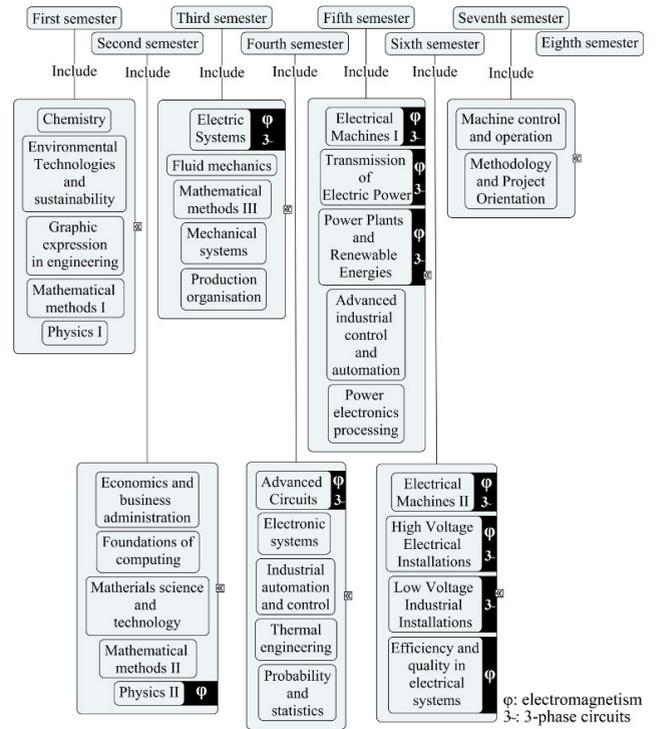 First semester
Third semester
Fifth semester
Seventh semester
Second semester
Fourth semester
Sixth semester
Eighth semester
Include
Include
Include
Include
Include
Include
Include
Chemistry
Environmental
Technologies
and
sustainability
Graphic
expression
in engineering
Mathematical
methods I
Physics I
Electric
Systems
φ
3~
Fluid mechanics
Mathematical
methods III
Mechanical
systems
Production
organisation
Electrical
Machines I
φ
3~
Transmission
of
Electric Power
φ
3~
Power Plants
and
Renewable
Energies
φ
3~
Advanced
industrial
control
and
automation
Power
electronics
processing
Machine control
and operation
Methodology
and Project
Orientation
Economics and
business
administration
Foundations of
computing
Matherials science
and
technology
Mathematical
methods II
Physics II
φ
Advanced
Circuits
φ
3~
Electronic
systems
Industrial
automation
and control
Thermal
engineering
Probability
and
statistics
Electrical
Machines II
φ
3~
High Voltage
Electrical
Installations
φ
3~
Low Voltage
Industrial
Installations
3~
Efficiency and
quality in
electrical
systems
φ
φ: electromagnetism
3~: 3-phase circuits